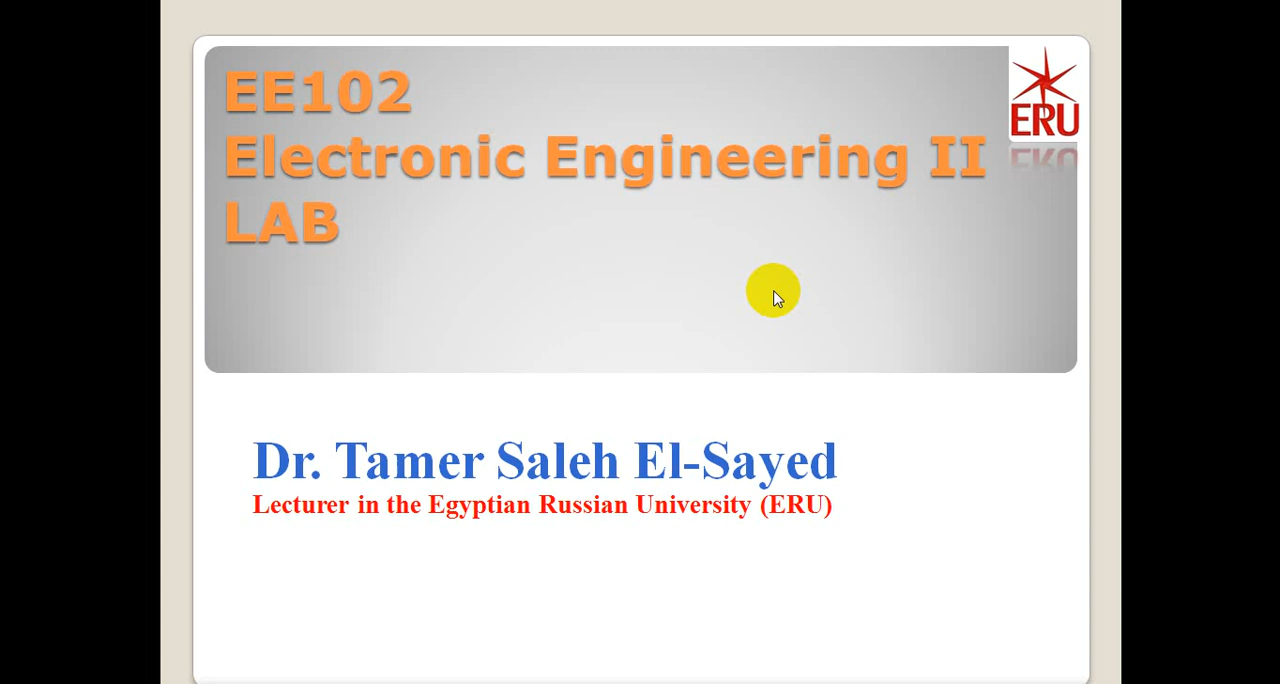 EE102
Electronic Engineering II
LAB
ERU
Dr. Tamer Saleh El-Sayed
Lecturer in the Egyptian Russian University (ERU)